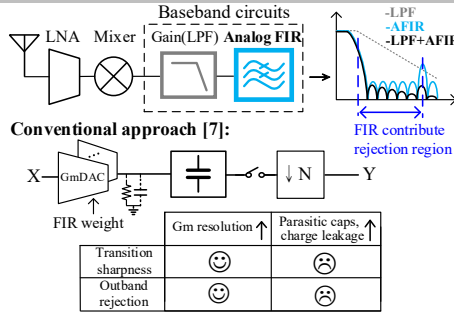 Baseband circuits
LNA Mixer Gain(LPF) Analog FIR
-LPF
-AFIR
-LPF+AFIR
FIR contribute
rejection region
Conventional approach [7]:
X GmDAC ↓ N Y
FIR weight
Gm resolution ↑ Parasitic caps, charge leakage ↑
Transition sharpness
Outband rejection